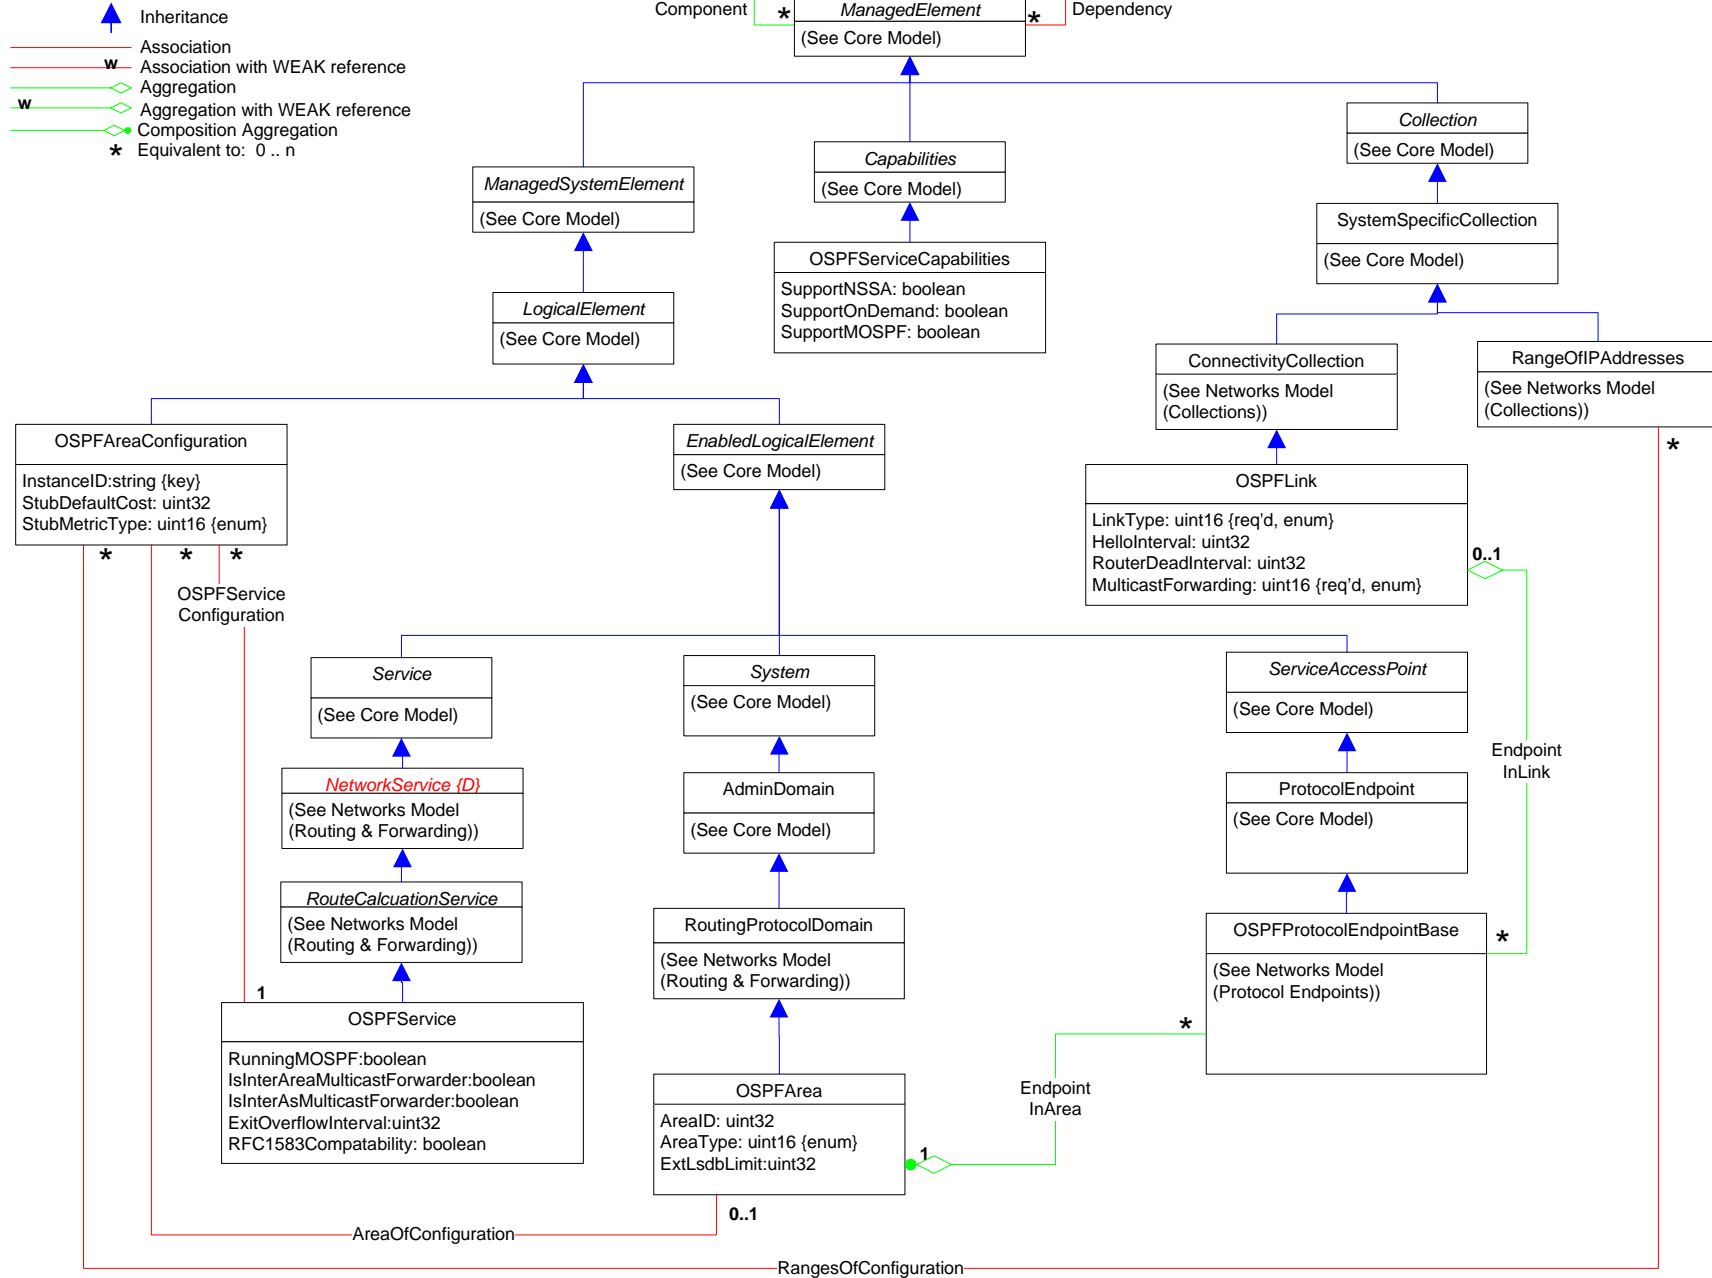 Inheritance
Association
w
Association with WEAK reference
Aggregation
w
Aggregation with WEAK reference
Composition Aggregation
* Equivalent to: 0 .. n
Component
*
ManagedElement
(See Core Model)
*
Dependency
ManagedSystemElement
(See Core Model)
Capabilities
(See Core Model)
Collection
(See Core Model)
SystemSpecificCollection
(See Core Model)
OSPFServiceCapabilities
SupportNSSA: boolean
SupportOnDemand: boolean
SupportMOSPF: boolean
LogicalElement
(See Core Model)
ConnectivityCollection
(See Networks Model
(Collections))
RangeOfIPAddresses
(See Networks Model
(Collections))
*
OSPFAreaConfiguration
InstanceID:string {key}
StubDefaultCost: uint32
StubMetricType: uint16 {enum}
*
*
*
EnabledLogicalElement
(See Core Model)
OSPFLink
LinkType: uint16 {req'd, enum}
HelloInterval: uint32
RouterDeadInterval: uint32
MulticastForwarding: uint16 {req'd, enum}
0..1
OSPFService
Configuration
Service
(See Core Model)
System
(See Core Model)
ServiceAccessPoint
(See Core Model)
Endpoint
InLink
NetworkService {D}
(See Networks Model
(Routing & Forwarding))
AdminDomain
(See Core Model)
ProtocolEndpoint
(See Core Model)
RouteCalcuationService
(See Networks Model
(Routing & Forwarding))
RoutingProtocolDomain
(See Networks Model
(Routing & Forwarding))
OSPFProtocolEndpointBase
(See Networks Model
(Protocol Endpoints))
*
*
1
OSPFService
RunningMOSPF:boolean
IsInterAreaMulticastForwarder:boolean
IsInterAsMulticastForwarder:boolean
ExitOverflowInterval:uint32
RFC1583Compatability: boolean
OSPFArea
AreaID: uint32
AreaType: uint16 {enum}
ExtLsdbLimit:uint32
1
Endpoint
InArea
0..1
AreaOfConfiguration
RangesOfConfiguration